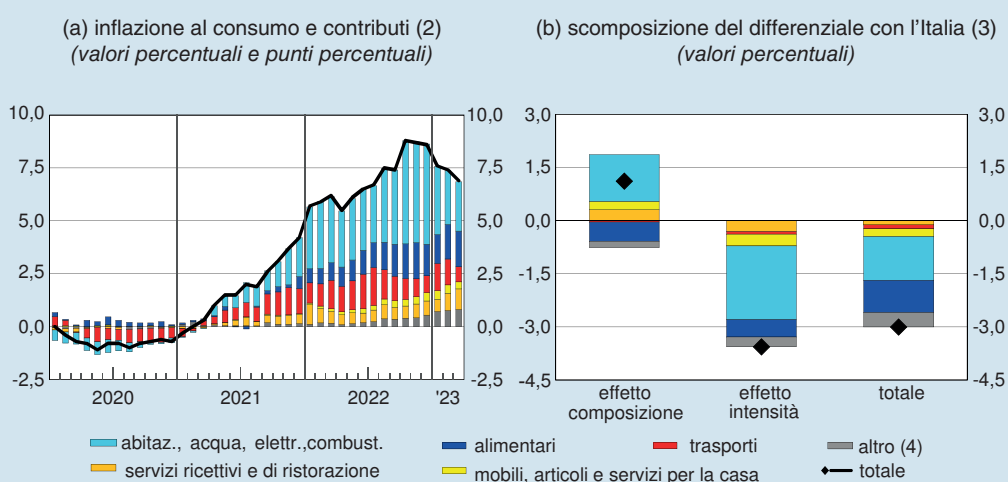 (a) inflazione al consumo e contributi (2)
(valori percentuali e punti percentuali)
10,0
10,0
7,5
7,5
5,0
5,0
2,5
2,5
0,0
0,0
-2,5
-2,5
2020
2021
2022
'23
(b) scomposizione del differenziale con l'Italia (3)
(valori percentuali)
3,0
3,0
1,5
1,5
0,0
0,0
-1,5
-1,5
-3,0
-3,0
-4,5
-4,5
effetto
composizione
effetto
intensità
totale
abitaz., acqua, elettr.,combust.
alimentari
trasporti
altro (4)
servizi ricettivi e di ristorazione
mobili, articoli e servizi per la casa
totale